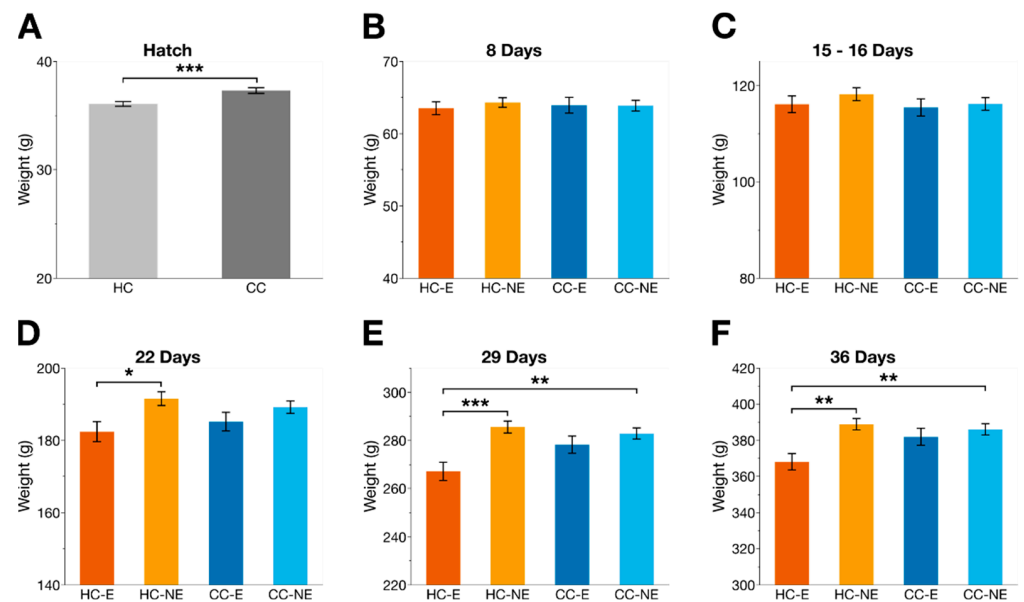 A
Hatch
Weight (g)
40
30
20
***
HC
CC
B
8 Days
Weight (g)
70
60
50
40
HC-E
HC-NE
CC-E
CC-NE
C
15 - 16 Days
Weight (g)
120
100
80
HC-E
HC-NE
CC-E
CC-NE
D
22 Days
Weight (g)
200
180
160
140
*
HC-E
HC-NE
CC-E
CC-NE
E
29 Days
Weight (g)
300
280
260
240
220
**
***
HC-E
HC-NE
CC-E
CC-NE
F
36 Days
Weight (g)
420
400
380
360
340
320
300
**
**
HC-E
HC-NE
CC-E
CC-NE